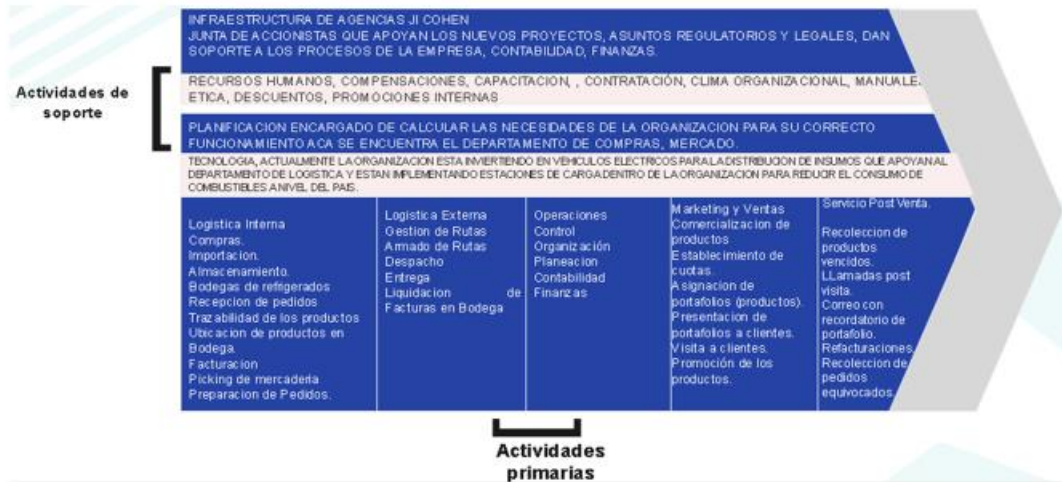 INFRAESTRUCTURA DE AGENCIAS JI COHEN
JUNTA DE ACCIONISTAS QUE APOYAN LOS NUEVOS PROYECTOS, ASUNTOS REGULATORIOS Y LEGALES, DAN
SOPORTE A LOS PROCESOS DE LA EMPRESA, CONTABILIDAD, FINANZAS.
Actividades de
soporte
RECURSOS HUMANOS, COMPENSACIONES, CAPACITACION, , CONTRATACIÓN, CLIMA ORGANIZACIONAL,
ETICA, DESCUENTOS, PROMOCIONES INTERNAS
PLANIFICACION ENCARGADO DE CALCULAR LAS NECESIDADES DE LA ORGANIZACION PARA SU CORRECTO
FUNCIONAMIENTO ACA SE ENCUENTRA EL DEPARTAMENTO DE COMPRAS, MERCADO.
TECNOLOGIA, ACTUALMENTE LA ORGANIZACION ESTA INVIERTIENDO EN VEHICULOS ELECTRICOS PARA LA DISTRIBUCION DE INSUMOS QUE APOYAN AL
DEPARTAMENTO DE LOGISTICA Y ESTAN IMPLEMENTANDO ESTACIONES DE CARGA DENTRO DE LA ORGANIZACION PARA REDUCIR EL CONSUMO DE
COMBUSTIBLES A NIVEL DEL PAIS.
Logistica Interna
Compras.
Importacion.
Almacenamiento.
Bodegas de refrigerados
Recepcion de pedidos
Trazabilidad de los productos
Ubicacion de productos en
Bodega.
Facturacion
Picking de mercaderia
Preparacion de Pedidos.
Logistica Externa
Gestion de Rutas
Armado de Rutas
Despacho
Entrega
Liquidacion de
Facturas en Bodega
Operaciones
Control
Organización
Planeacion
Contabilidad
Finanzas
Marketing y Ventas
Comercializacion de
productos
Establecimiento de
cuotas.
Asignacion de
portafolios (productos).
Presentacion de
portafolios a clientes.
Visita a clientes.
Promoción de los
productos.
Servicio Post Venta.
Recoleccion de
productos
vencidos.
LLamadas post
visita.
Correo con
recordatorio de
portafolio.
Refacturaciones.
Recoleccion de
pedidos
equivocados.
Actividades
primarias